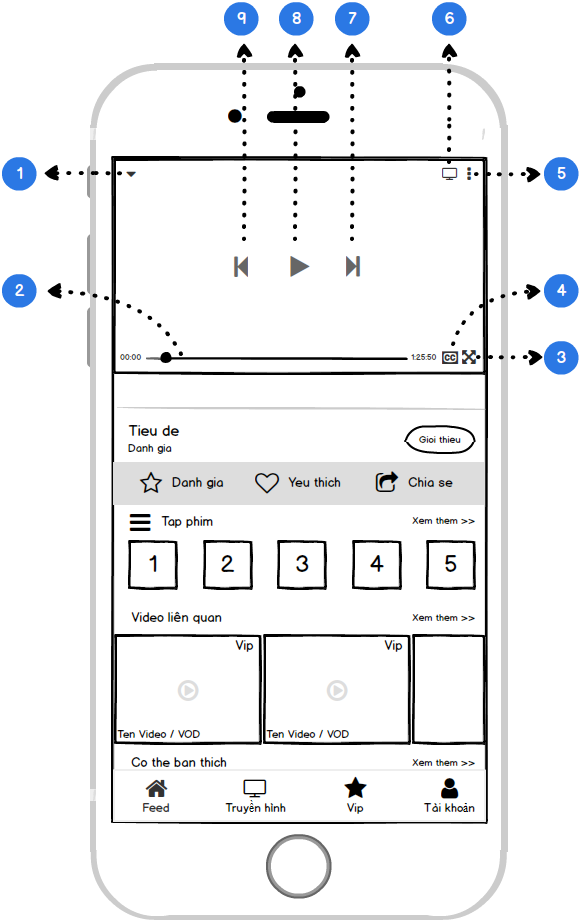 9 8 7 6
1 5
2 4
00:00 1:25:50 CC 3
Tieu de
Danh gia
Gioi thieu
Danh gia Yeu thich Chia se
Tap phim Xem them >>
1 2 3 4 5
Video liên quan Xem them >>
Vip Vip
Ten Video / VOD Ten Video / VOD
Co the ban thich Xem them >>
Feed Truyền hình Vip Tài khoản